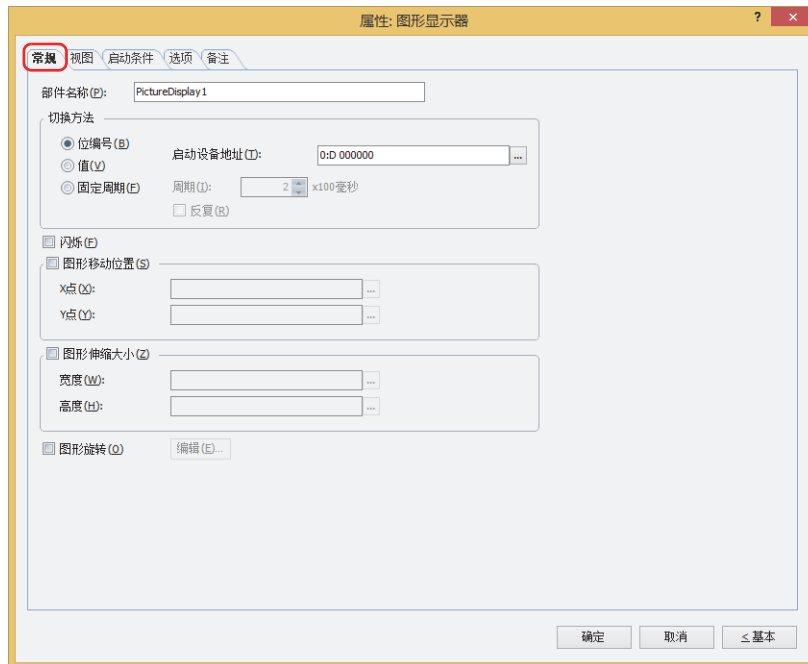 属性: 图形显示器
? ×
常规 视图 启动条件 选项 备注
部件名称(P): PictureDisplay1
切换方法
位编号(B)
启动设备地址(T): 0:D 000000 ...
值(V)
固定周期(F) 周期(I): 2 x100毫秒
反复(R)
闪烁(F)
图形移动位置(S)
X点(X): ...
Y点(Y): ...
图形伸缩大小(Z)
宽度(W): ...
高度(H): ...
图形旋转(O) 编辑(E)...
确定 取消 < 基本